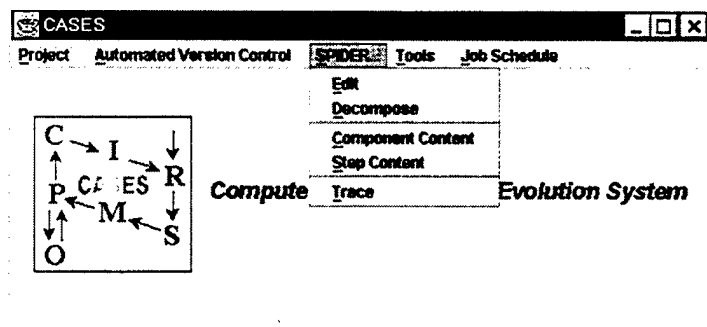 CASES
Project Automated Version Control SPIDER Tools Job Schedule
Edit
Decompose
Component Content
Step Content
Trace
C I R
P CASES
M S
O
Compute Evolution System